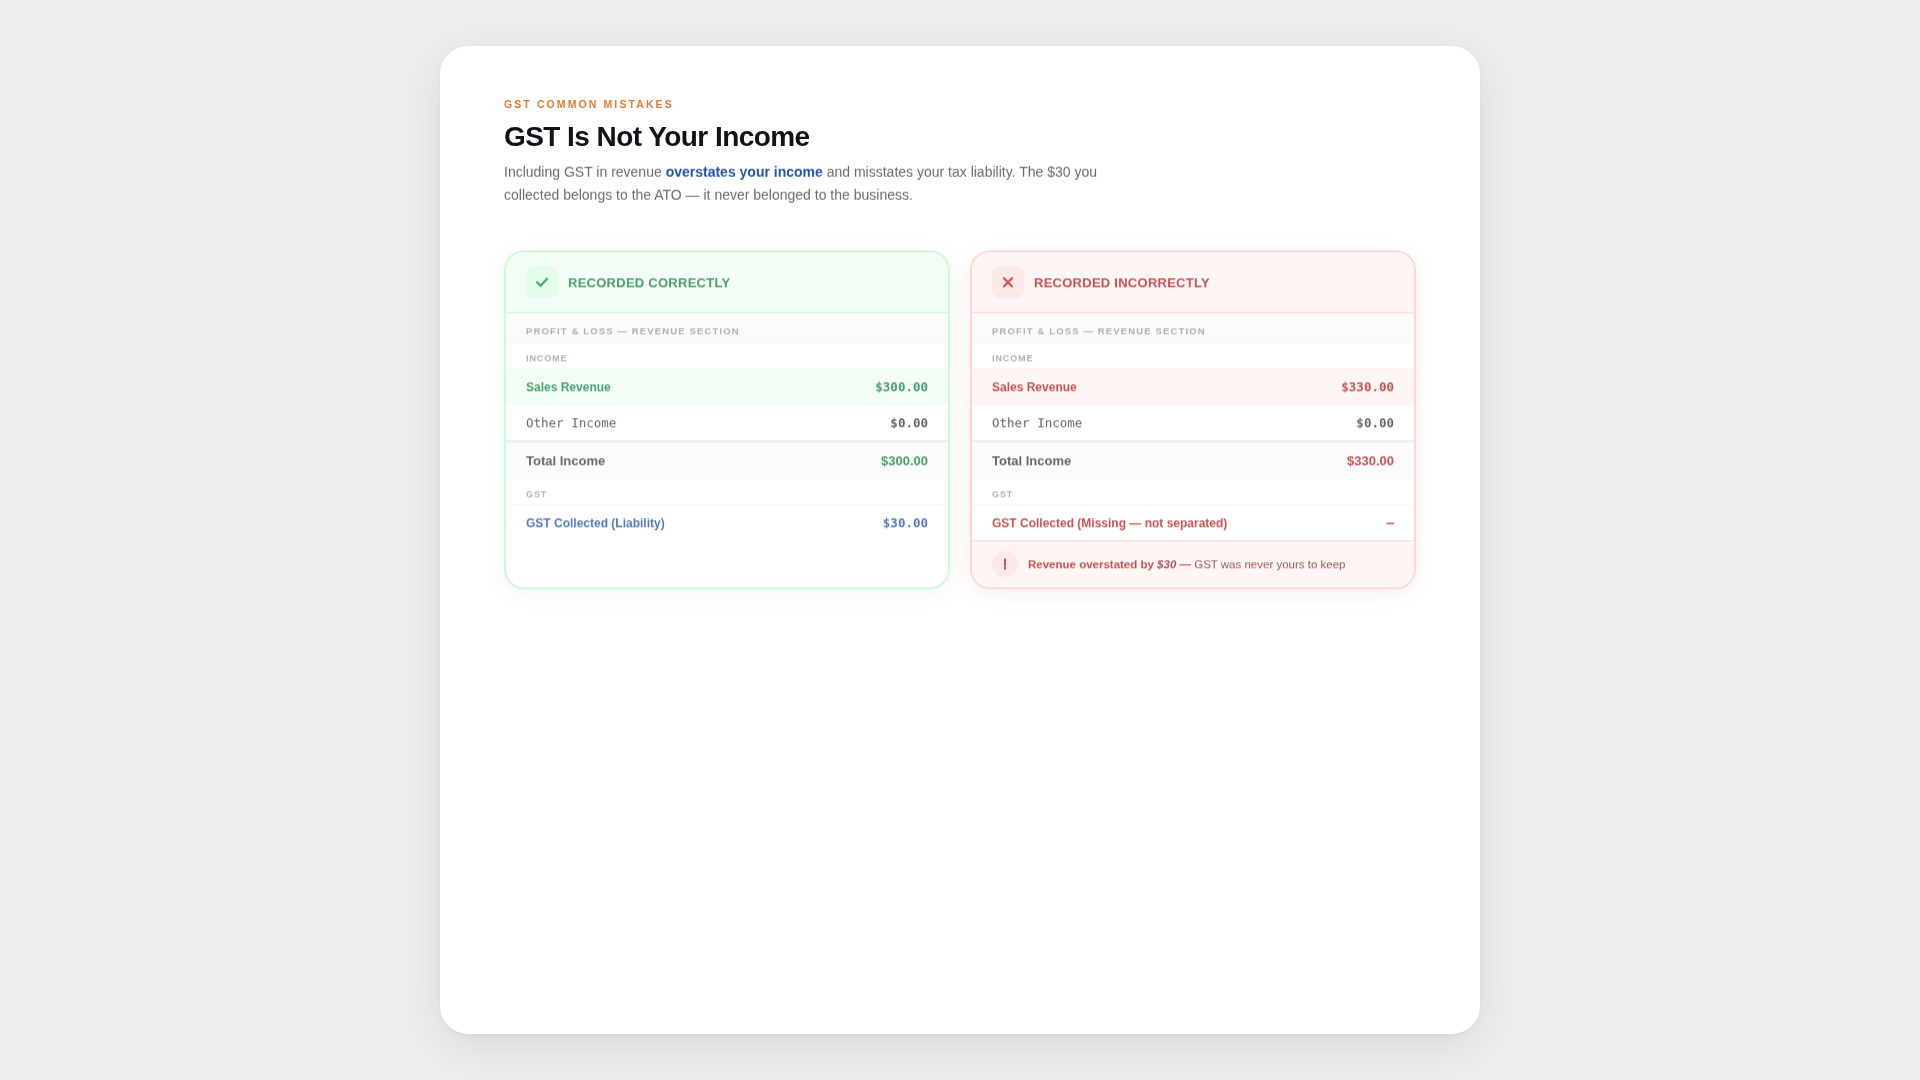 GST COMMON MISTAKES
GST Is Not Your Income
Including GST in revenue overstates your income and misstates your tax liability. The $30 you
collected belongs to the ATO — it never belonged to the business.
RECORDED CORRECTLY
PROFIT & LOSS — REVENUE SECTION
INCOME
Sales Revenue $300.00
Other Income $0.00
Total Income $300.00
GST
GST Collected (Liability) $30.00
RECORDED INCORRECTLY
PROFIT & LOSS — REVENUE SECTION
INCOME
Sales Revenue $330.00
Other Income $0.00
Total Income $330.00
GST
GST Collected (Missing — not separated) —
Revenue overstated by $30 — GST was never yours to keep